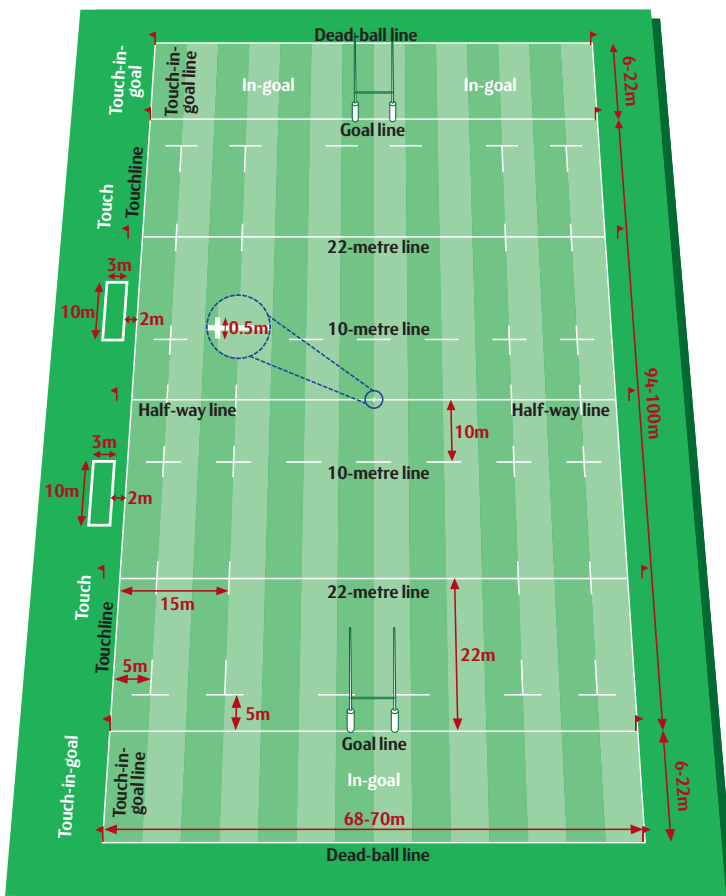 Dead-ball line
Touch-in-
goal
Touch-in-
goal line
In-goal
In-goal
6-22m
Goal line
Touch
Touchline
22-metre line
3m
10m
2m
0.5m
10-metre line
94-100m
Half-way line
Half-way line
10m
3m
10m
2m
10-metre line
Touch
Touchline
15m
22-metre line
22m
5m
5m
Goal line
Touch-in-goal
Touch-in-
goal line
In-goal
6-22m
68-70m
Dead-ball line